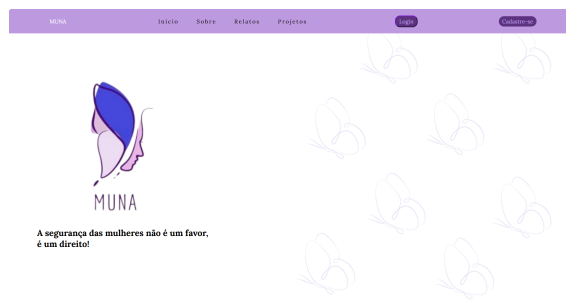 MUNA Início Sobre Relatos Projetos Login Cadastre-se
MUNA
A segurança das mulheres não é um favor,
é um direito!